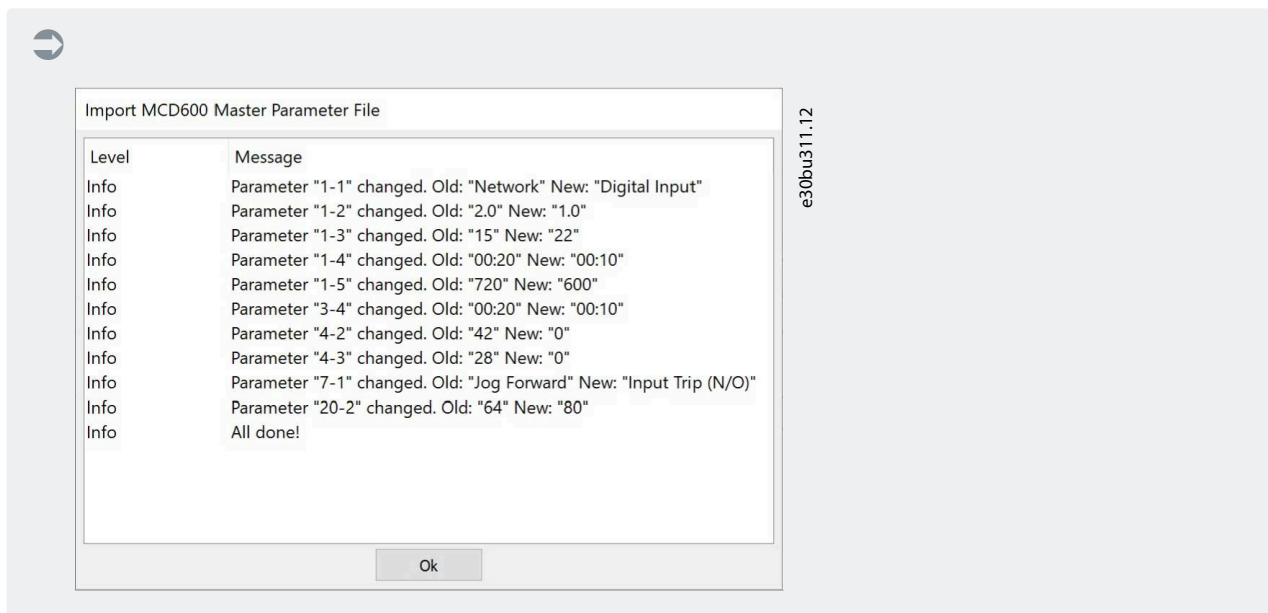 Import MCD600 Master Parameter File
Level Message
Info Parameter "1-1" changed. Old: "Network" New: "Digital Input"
Info Parameter "1-2" changed. Old: "2.0" New: "1.0"
Info Parameter "1-3" changed. Old: "15" New: "22"
Info Parameter "1-4" changed. Old: "00:20" New: "00:10"
Info Parameter "1-5" changed. Old: "720" New: "600"
Info Parameter "3-4" changed. Old: "00:20" New: "00:10"
Info Parameter "4-2" changed. Old: "42" New: "0"
Info Parameter "4-3" changed. Old: "28" New: "0"
Info Parameter "7-1" changed. Old: "Jog Forward" New: "Input Trip (N/O)"
Info Parameter "20-2" changed. Old: "64" New: "80"
Info All done!
Ok
e30bu311.12